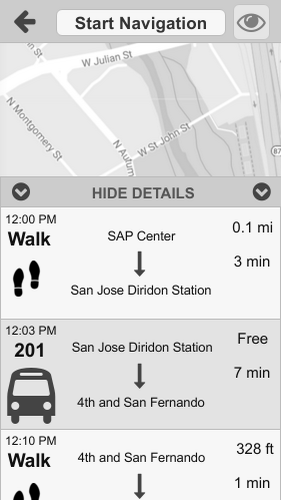 Start Navigation
W Julian St
N Montgomery St
N Autum
W St John St
87
HIDE DETAILS
12:00 PM
Walk
SAP Center
San Jose Diridon Station
0.1 mi
3 min
12:03 PM
201
San Jose Diridon Station
4th and San Fernando
Free
7 min
12:10 PM
Walk
4th and San Fernando
328 ft
1 min